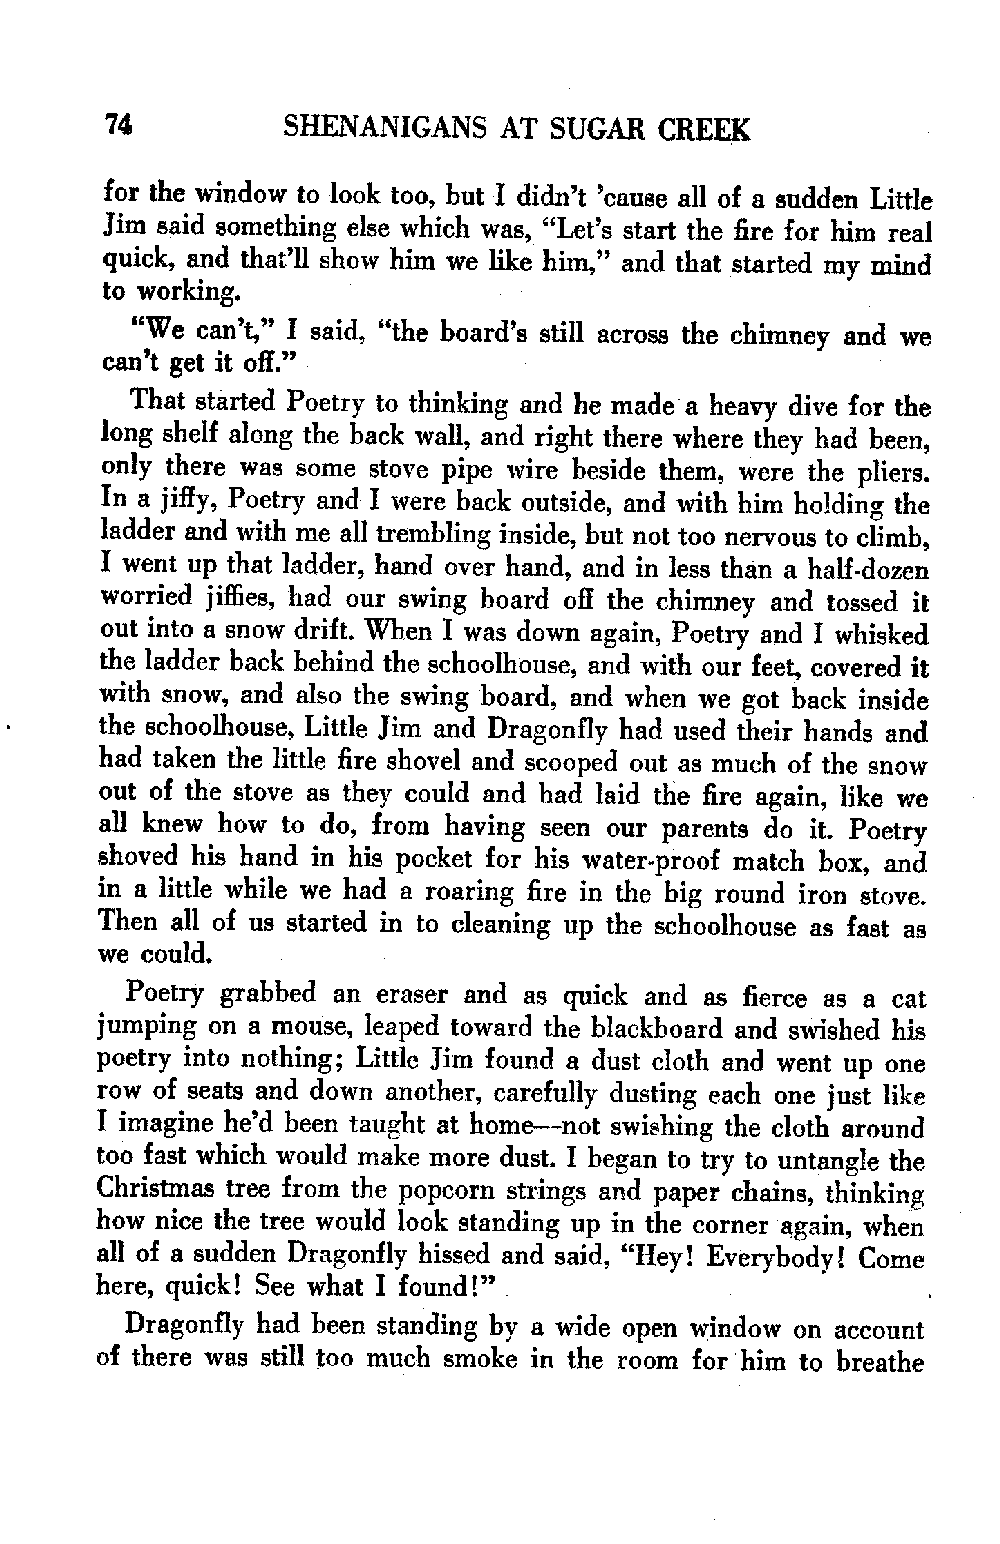 74 SHENANIGANS AT SUGAR CREEK
for the window to look too, but I didn't 'cause all of a sudden Little
Jim said something else which was, “Let's start the fire for him real
quick, and that'll show him we like him,” and that started my mind
to working.
“We can't,” I said, “the board's still across the chimney and we
can't get it off.”
That started Poetry to thinking and he made a heavy dive for the
long shelf along the back wall, and right there where they had been,
only there was some stove pipe wire beside them, were the pliers.
In a jiffy, Poetry and I were back outside, and with him holding the
ladder and with me all trembling inside, but not too nervous to climb,
I went up that ladder, hand over hand, and in less than a half-dozen
worried jiffies, had our swing board off the chimney and tossed it
out into a snow drift. When I was down again, Poetry and I whisked
the ladder back behind the schoolhouse, and with our feet, covered it
with snow, and also the swing board, and when we got back inside
the schoolhouse, Little Jim and Dragonfly had used their hands and
had taken the little fire shovel and scooped out as much of the snow
out of the stove as they could and had laid the fire again, like we
all knew how to do, from having seen our parents do it. Poetry
shoved his hand in his pocket for his water-proof match box, and
in a little while we had a roaring fire in the big round iron stove.
Then all of us started in to cleaning up the schoolhouse as fast as
we could.
Poetry grabbed an eraser and as quick and as fierce as a cat
jumping on a mouse, leaped toward the blackboard and swished his
poetry into nothing; Little Jim found a dust cloth and went up one
row of seats and down another, carefully dusting each one just like
I imagine he'd been taught at home—not swishing the cloth around
too fast which would make more dust. I began to try to untangle the
Christmas tree from the popcorn strings and paper chains, thinking
how nice the tree would look standing up in the corner again, when
all of a sudden Dragonfly hissed and said, “Hey! Everybody! Come
here, quick! See what I found!”
Dragonfly had been standing by a wide open window on account
of there was still too much smoke in the room for him to breathe